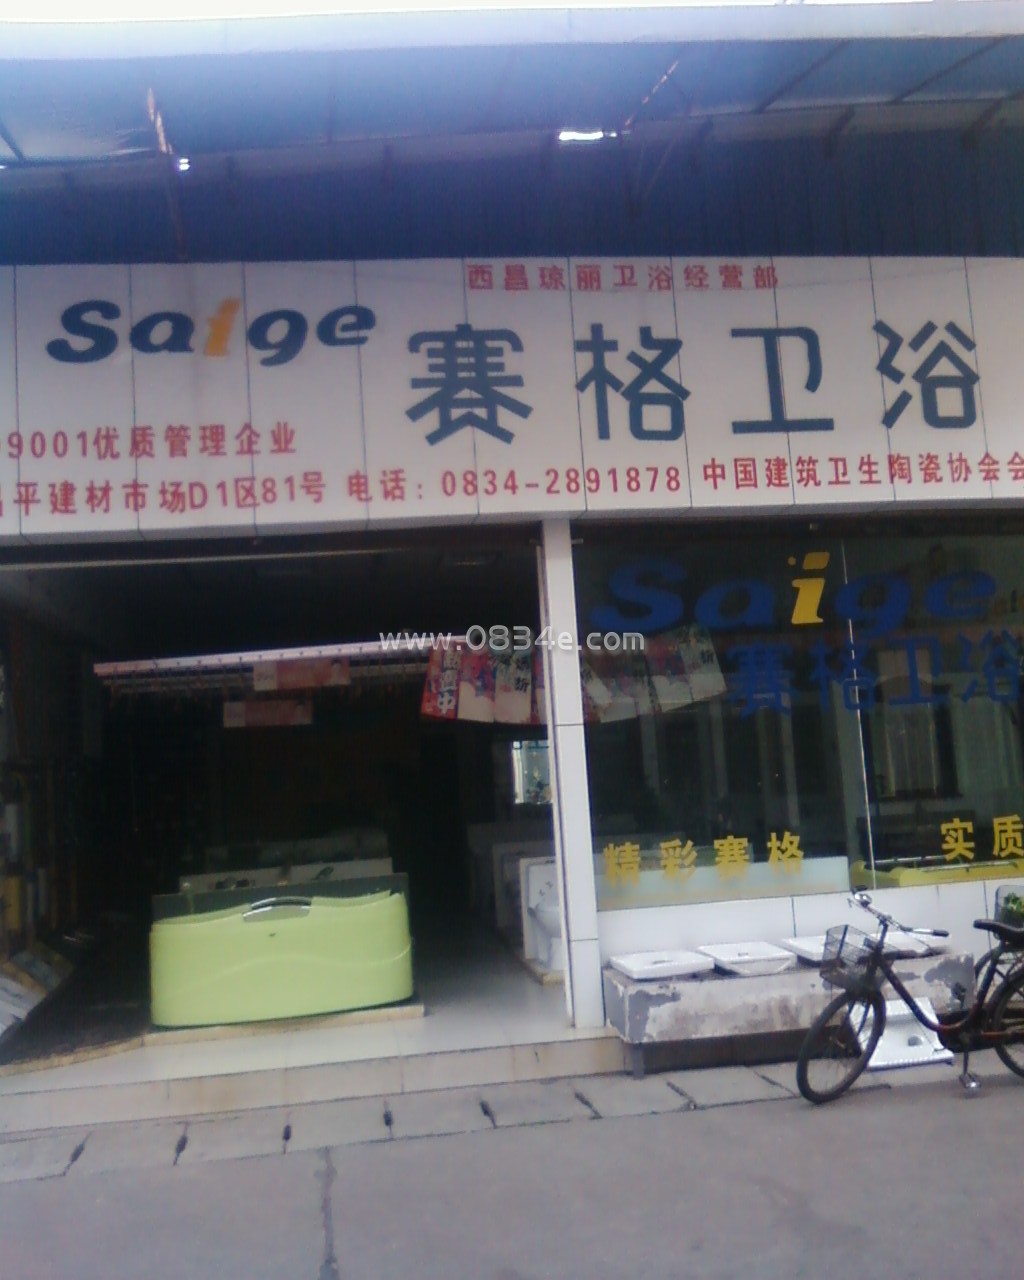 西昌琼丽卫浴经营部
Saige 赛格卫浴
9001优质管理企业
昌平建材市场D1区81号 电话：0834-2891878 中国建筑卫生陶瓷协会会
Saige
赛格卫浴
www.0834e.com
精彩赛格 实质